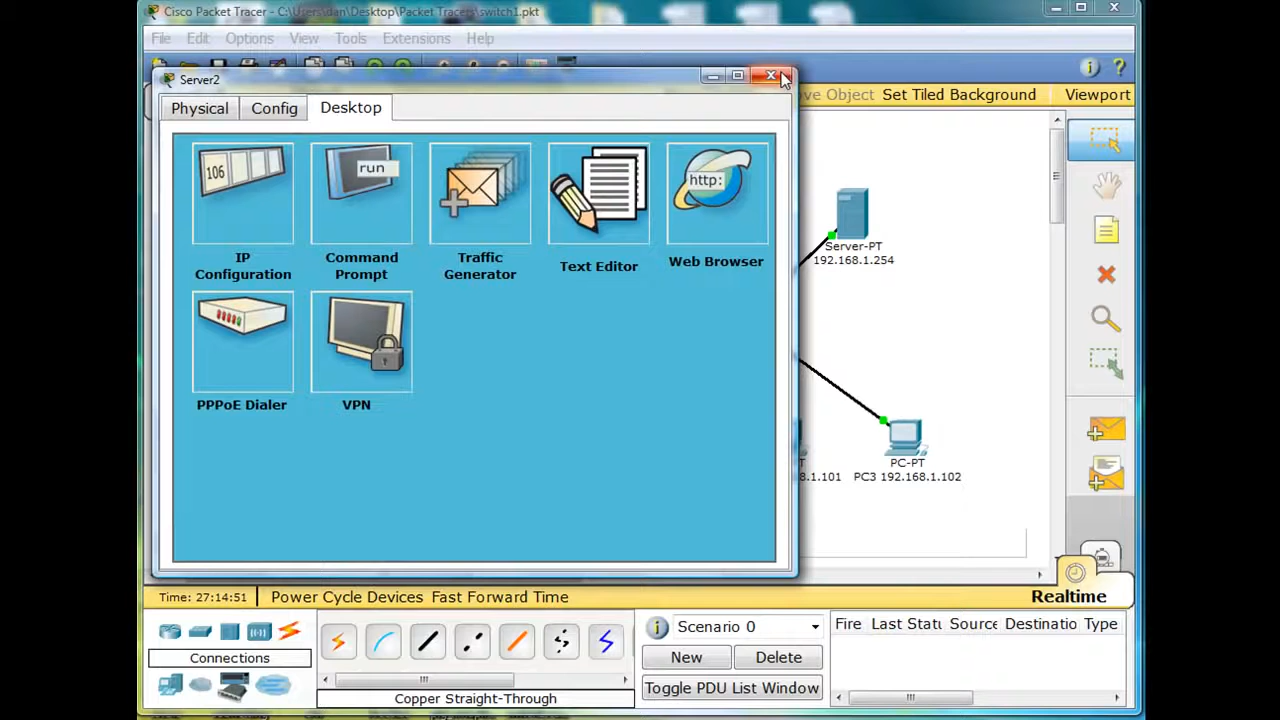 Cisco Packet Tracer - C:\Users\dan\Desktop\Packet Tracers\switch1.pkt
File Edit Options View Tools Extensions Help
Server2
Physical Config Desktop
ove Object Set Tiled Background Viewport
106
run
http:
IP Configuration
Command Prompt
Traffic Generator
Text Editor
Web Browser
PPPoE Dialer
VPN
Server-PT
192.168.1.254
PC-PT
PC3 192.168.1.102
T
8.1.101
Time: 27:14:51 Power Cycle Devices Fast Forward Time
Realtime
Connections
Copper Straight-Through
Scenario 0
New Delete
Toggle PDU List Window
Fire Last Statu Source Destinatio Type